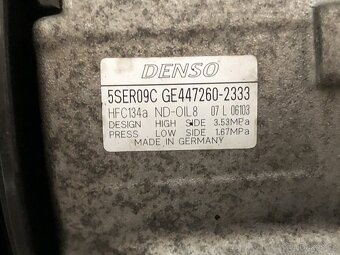 DENSO
5SER09C GE447260-2333
HFC134a ND-OIL8 07 L 06103
DESIGN HIGH SIDE 3.53MPa
PRESS LOW SIDE 1.67MPa
MADE IN GERMANY